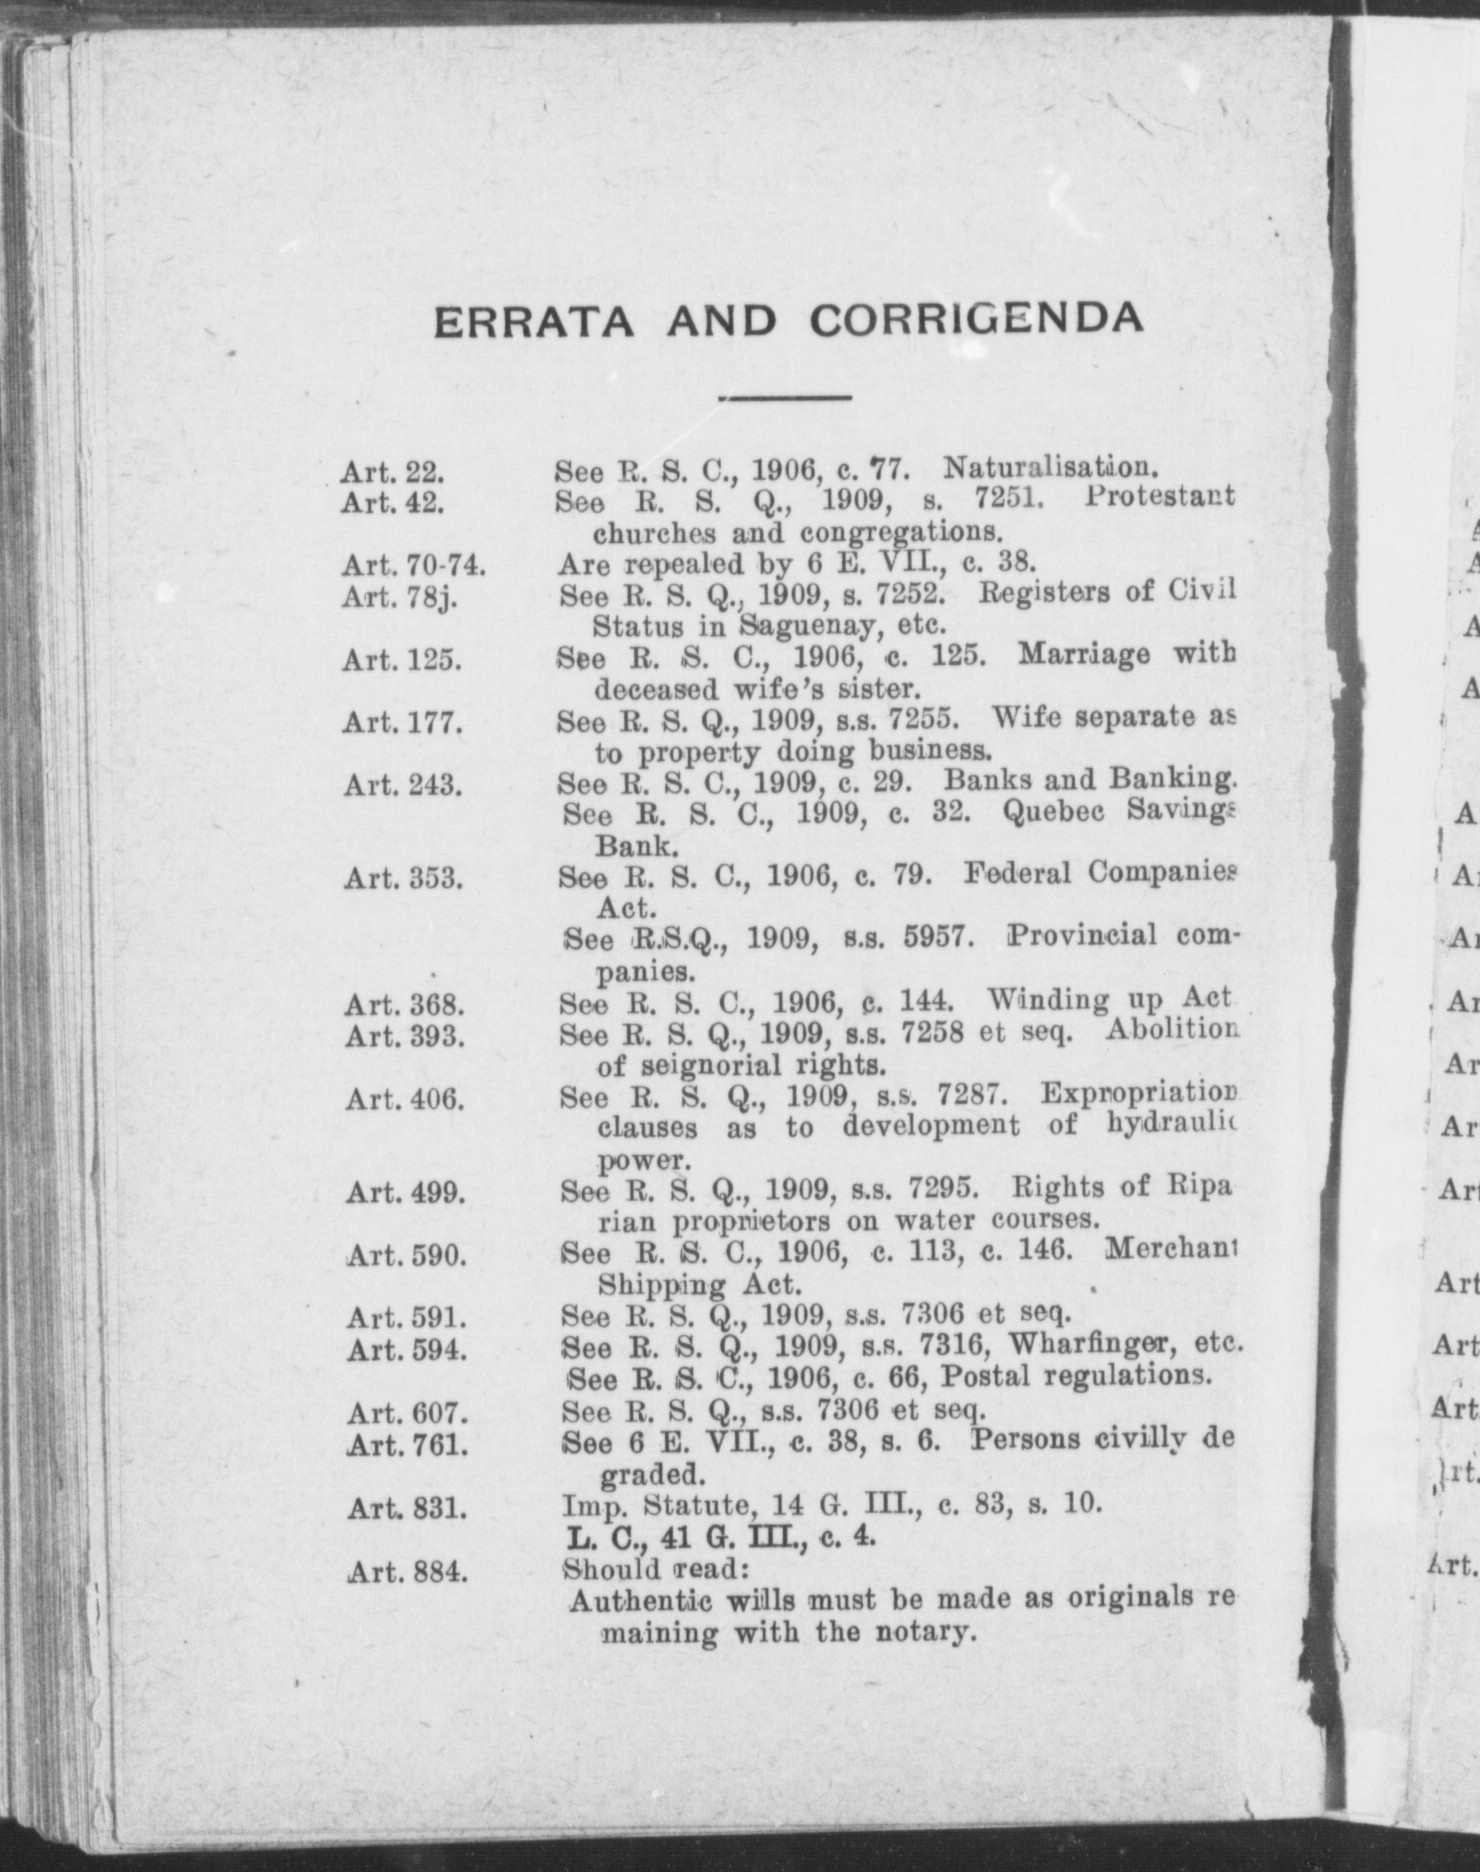 ERRATA AND CORRIGENDA
Art. 22. See R. S. C., 1906, c. 77. Naturalisation.
Art. 42. See R. S. Q., 1909, s. 7251. Protestant
churches and congregations.
Art. 70-74. Are repealed by 6 E. VII., c. 38.
Art. 78j. See R. S. Q., 1909, s. 7252. Registers of Civil
Status in Saguenay, etc.
Art. 125. See R. S. C., 1906, c. 125. Marriage with
deceased wife's sister.
Art. 177. See R. S. Q., 1909, s.s. 7255. Wife separate as
to property doing business.
Art. 243. See R. S. C., 1909, c. 29. Banks and Banking.
See R. S. C., 1909, c. 32. Quebec Savings
Bank.
Art. 353. See R. S. C., 1906, c. 79. Federal Companies
Act.
See R.S.Q., 1909, s.s. 5957. Provincial com-
panies.
Art. 368. See R. S. C., 1906, c. 144. Winding up Act
Art. 393. See R. S. Q., 1909, s.s. 7258 et seq. Abolition
of seignorial rights.
Art. 406. See R. S. Q., 1909, s.s. 7287. Expropriation
clauses as to development of hydraulic
power.
Art. 499. See R. S. Q., 1909, s.s. 7295. Rights of Ripa
rian proprietors on water courses.
Art. 590. See R. S. C., 1906, c. 113, c. 146. Merchant
Shipping Act.
Art. 591. See R. S. Q., 1909, s.s. 7306 et seq.
Art. 594. See R. S. Q., 1909, s.s. 7316, Wharfinger, etc.
See R. S. C., 1906, c. 66, Postal regulations.
Art. 607. See R. S. Q., s.s. 7306 et seq.
Art. 761. See 6 E. VII., c. 38, s. 6. Persons civilly de
graded.
Art. 831. Imp. Statute, 14 G. III., c. 83, s. 10.
L. C., 41 G. III., c. 4.
Art. 884. Should read:
Authentic wills must be made as originals re
maining with the notary.